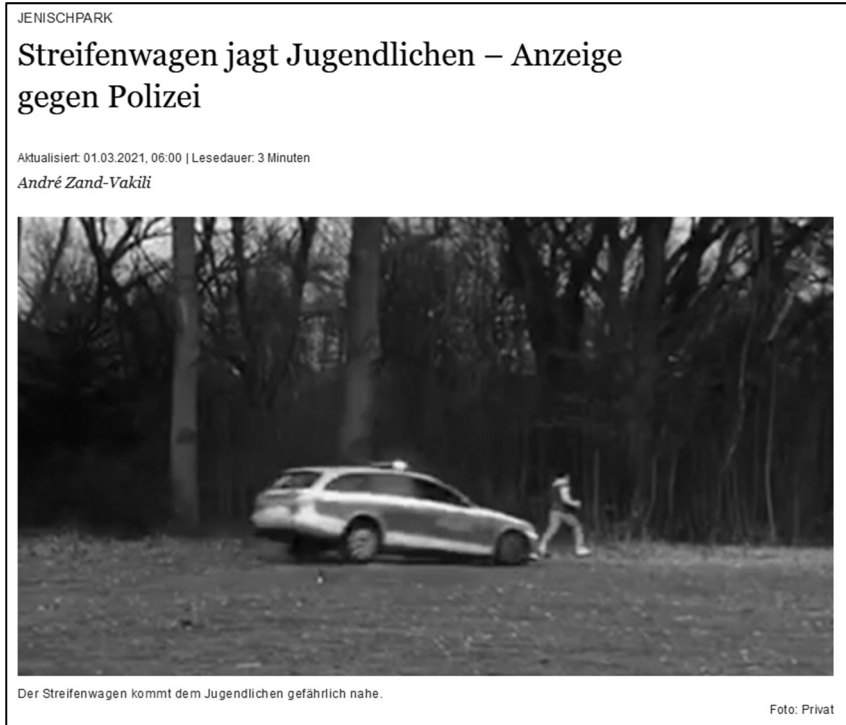 JENISCHPARK
Streifenwagen jagt Jugendlichen – Anzeige
gegen Polizei
Aktualisiert: 01.03.2021, 06:00 | Lesedauer: 3 Minuten
André Zand-Vakili
Der Streifenwagen kommt dem Jugendlichen gefährlich nahe.
Foto: Privat